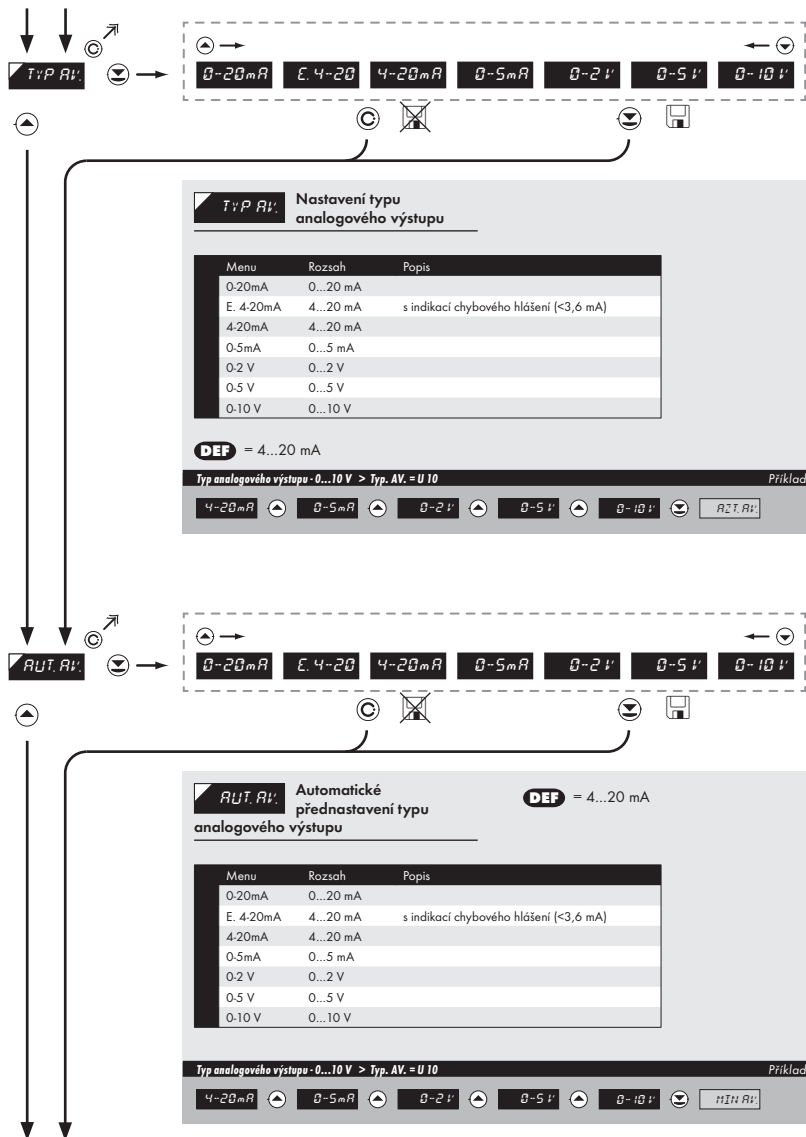 TYP AV.
0-20mA E. 4-20 4-20mA 0-5mA 0-2 V 0-5 V 0-10 V
C
TYP AV. Nastavení typu
analogového výstupu
Menu Rozsah Popis
0-20mA 0...20 mA
E. 4-20mA 4...20 mA s indikací chybového hlášení (<3,6 mA)
4-20mA 4...20 mA
0-5mA 0...5 mA
0-2 V 0...2 V
0-5 V 0...5 V
0-10 V 0...10 V
DEF = 4...20 mA
Typ analogového výstupu - 0...10 V > Typ. AV. = U 10 Příklad
4-20mA 0-5mA 0-2 V 0-5 V 0-10 V AZT. AV.
C
AUT. AV.
0-20mA E. 4-20 4-20mA 0-5mA 0-2 V 0-5 V 0-10 V
C
AUT. AV. Automatické
přednastavení typu
analogového výstupu
DEF = 4...20 mA
Menu Rozsah Popis
0-20mA 0...20 mA
E. 4-20mA 4...20 mA s indikací chybového hlášení (<3,6 mA)
4-20mA 4...20 mA
0-5mA 0...5 mA
0-2 V 0...2 V
0-5 V 0...5 V
0-10 V 0...10 V
Typ analogového výstupu - 0...10 V > Typ. AV. = U 10 Příklad
4-20mA 0-5mA 0-2 V 0-5 V 0-10 V MIN AV.